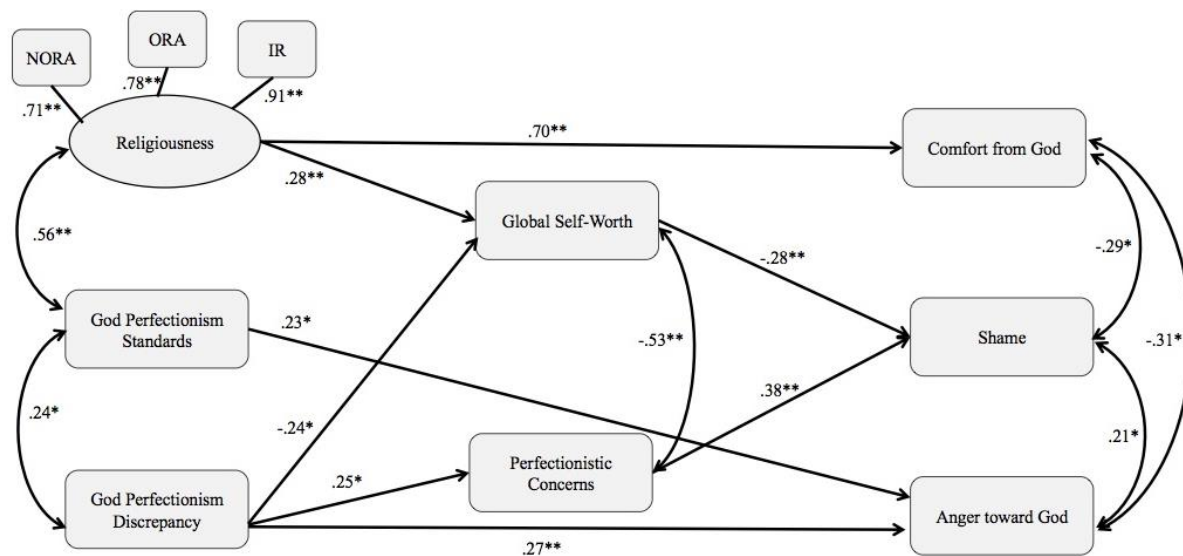 NORA
ORA
IR
.71**
.78**
.91**
Religiousness
.70**
Comfort from God
.28**
Global Self-Worth
.56**
-.28**
-.29*
God Perfectionism
Standards
.23*
-.53**
Shame
-.31*
.24*
-.24*
.38**
.21*
Perfectionistic
Concerns
.25*
God Perfectionism
Discrepancy
Anger toward God
.27**